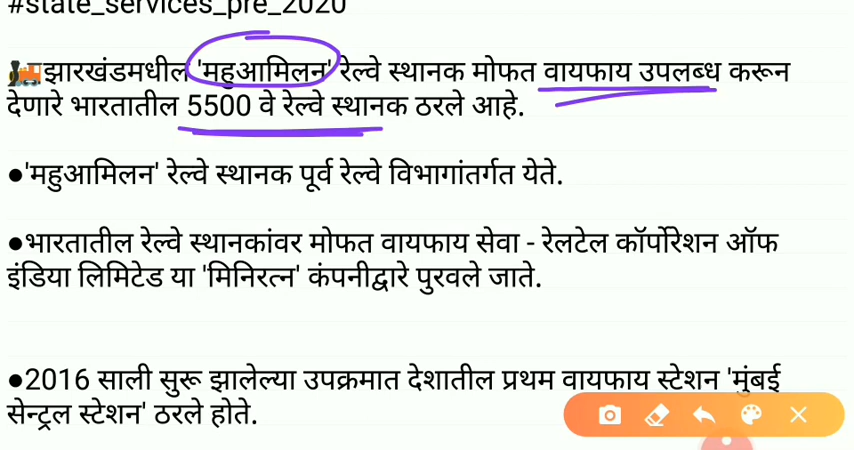 #state_services_pre_2020
🚂झारखंडमधील 'महुआमिलन' रेल्वे स्थानक मोफत वायफाय उपलब्ध करून
देणारे भारतातील 5500 वे रेल्वे स्थानक ठरले आहे.
●'महुआमिलन' रेल्वे स्थानक पूर्व रेल्वे विभागांतर्गत येते.
●भारतातील रेल्वे स्थानकांवर मोफत वायफाय सेवा - रेलटेल कॉर्पोरेशन ऑफ
इंडिया लिमिटेड या 'मिनिरत्न' कंपनीद्वारे पुरवले जाते.
●2016 साली सुरू झालेल्या उपक्रमात देशातील प्रथम वायफाय स्टेशन 'मुंबई
सेन्ट्रल स्टेशन' ठरले होते.